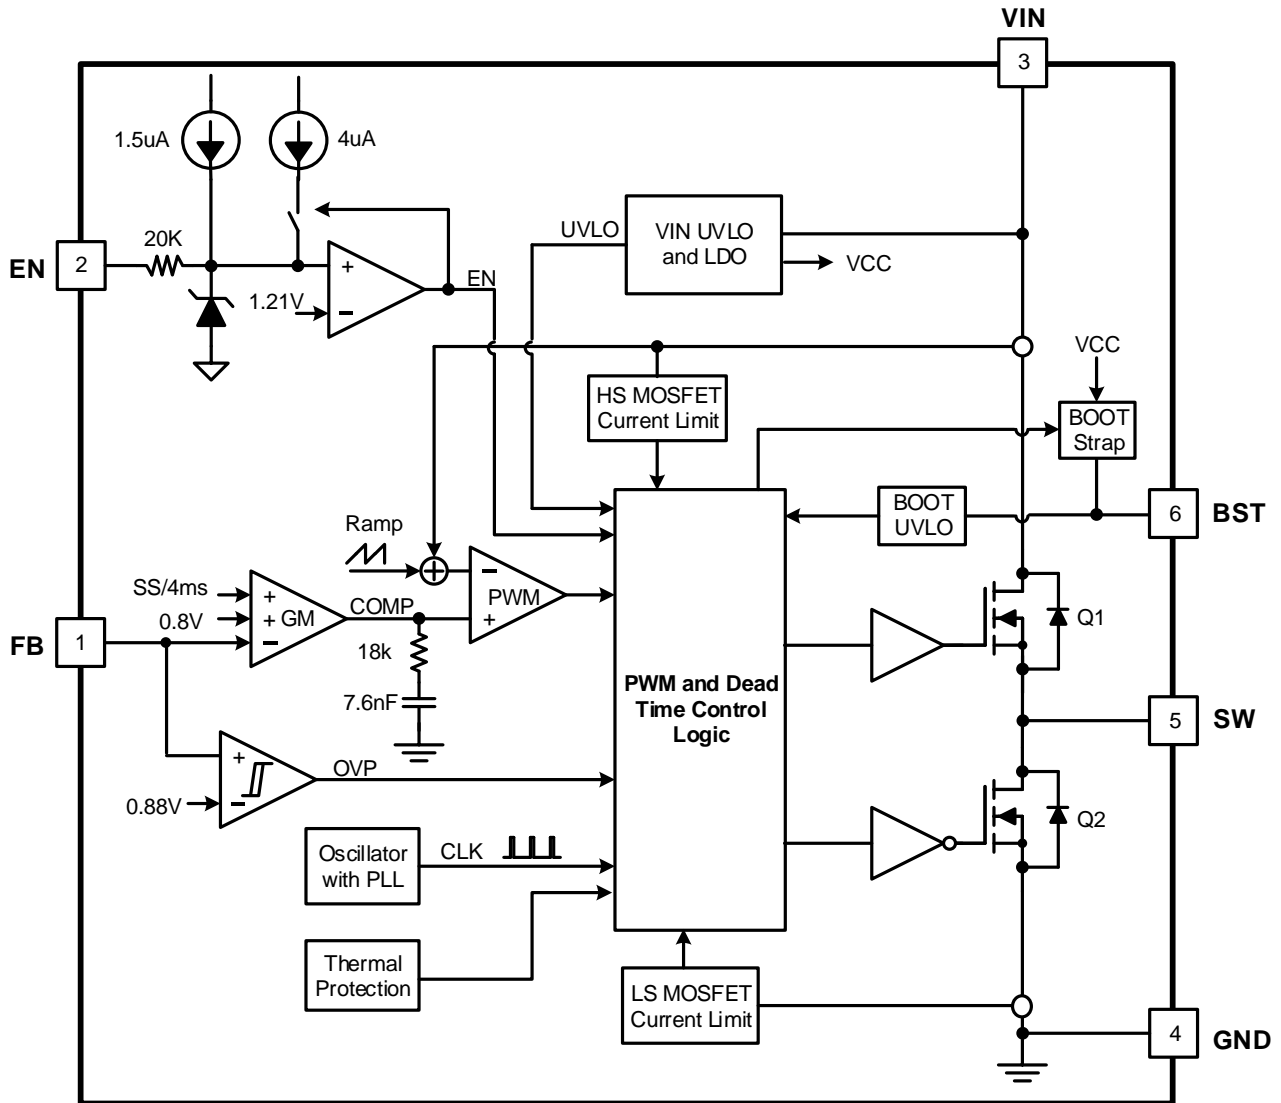 VIN
3
1.5uA
4uA
20K
EN
2
+
−
1.21V
EN
UVLO
VIN UVLO
and LDO
VCC
VCC
HS MOSFET
Current Limit
BOOT
Strap
BOOT
UVLO
6
BST
Ramp
+
−
PWM
+
SS/4ms
+
0.8V
+
GM
−
COMP
FB
1
18k
7.6nF
PWM and Dead
Time Control
Logic
Q1
5
SW
+
−
0.88V
OVP
Q2
Oscillator
with PLL
CLK
Thermal
Protection
LS MOSFET
Current Limit
4
GND